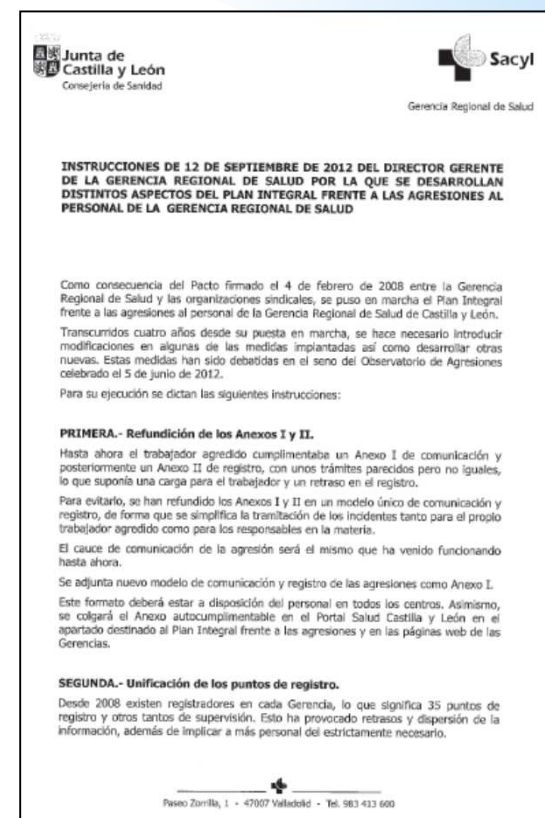 Junta de
Castilla y León
Consejería de Sanidad
Sacyl
Gerencia Regional de Salud
INSTRUCCIONES DE 12 DE SEPTIEMBRE DE 2012 DEL DIRECTOR GERENTE
DE LA GERENCIA REGIONAL DE SALUD POR LA QUE SE DESARROLLAN
DISTINTOS ASPECTOS DEL PLAN INTEGRAL FRENTE A LAS AGRESIONES AL
PERSONAL DE LA GERENCIA REGIONAL DE SALUD
Como consecuencia del Pacto firmado el 4 de febrero de 2008 entre la Gerencia
Regional de Salud y las organizaciones sindicales, se puso en marcha el Plan Integral
frente a las agresiones al personal de la Gerencia Regional de Salud de Castilla y León.
Transcurridos cuatro años desde su puesta en marcha, se hace necesario introducir
modificaciones en algunas de las medidas implantadas así como desarrollar otras
nuevas. Estas medidas han sido debatidas en el seno del Observatorio de Agresiones
celebrado el 5 de junio de 2012.
Para su ejecución se dictan las siguientes instrucciones:
PRIMERA.- Refundición de los Anexos I y II.
Hasta ahora el trabajador agredido cumplimentaba un Anexo I de comunicación y
posteriormente un Anexo II de registro, con unos trámites parecidos pero no iguales,
lo que suponía una carga para el trabajador y un retraso en el registro.
Para evitarlo, se han refundido los Anexos I y II en un modelo único de comunicación y
registro, de forma que se simplifica la tramitación de los incidentes tanto para el propio
trabajador agredido como para los responsables en la materia.
El cauce de comunicación de la agresión será el mismo que ha venido funcionando
hasta ahora.
Se adjunta nuevo modelo de comunicación y registro de las agresiones como Anexo I.
Este formato deberá estar a disposición del personal en todos los centros. Asimismo,
se colgará el Anexo autocumplimentable en el Portal Salud Castilla y León en el
apartado destinado al Plan Integral frente a las agresiones y en las páginas web de las
Gerencias.
SEGUNDA.- Unificación de los puntos de registro.
Desde 2008 existen registradores en cada Gerencia, lo que significa 35 puntos de
registro y otros tantos de supervisión. Esto ha provocado retrasos y dispersión de la
información, además de implicar a más personal del estrictamente necesario.
Paseo Zorrilla, 1 - 47007 Valladolid - Tel. 983 413 600